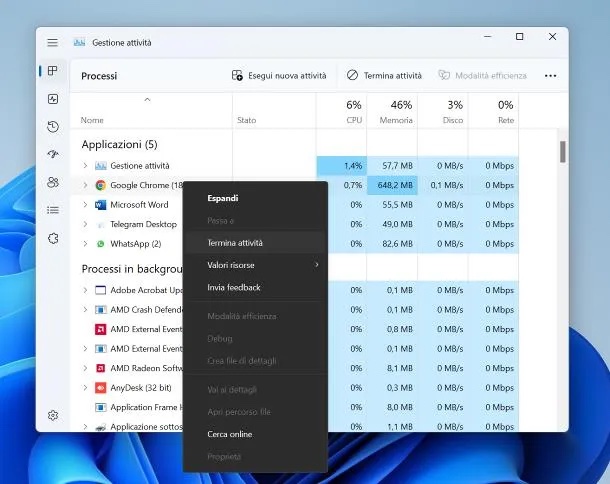 Gestione attività
Processi
Esegui nuova attività
Termina attività
Modalità efficienza
6% 46% 3% 0%
Nome Stato CPU Memoria Disco Rete
Applicazioni (5)
Gestione attività 1,4% 57,7 MB 0 MB/s 0 Mbps
Google Chrome (18 0,7% 648,2 MB 0,1 MB/s 0 Mbps
Microsoft Word 0% 55,5 MB 0 MB/s 0 Mbps
Telegram Desktop 0% 49,0 MB 0 MB/s 0 Mbps
WhatsApp (2) 0% 82,6 MB 0 MB/s 0 Mbps
Processi in backgrou
Adobe Acrobat Upd 0% 0,1 MB 0 MB/s 0 Mbps
AMD Crash Defende 0% 0,1 MB 0 MB/s 0 Mbps
AMD External Event 0% 0,8 MB 0 MB/s 0 Mbps
AMD External Event 0% 0,1 MB 0 MB/s 0 Mbps
AMD Radeon Softw 0% 8,1 MB 0 MB/s 0 Mbps
AnyDesk (32 bit) 0% 0,3 MB 0 MB/s 0 Mbps
Application Frame H 0% 8,0 MB 0 MB/s 0 Mbps
Applicazione sottos 0% 1,1 MB 0 MB/s 0 Mbps
Espandi
Passa a
Termina attività
Valori risorse
Invia feedback
Modalità efficienza
Debug
Crea file di dettagli
Vai ai dettagli
Apri percorso file
Cerca online
Proprietà